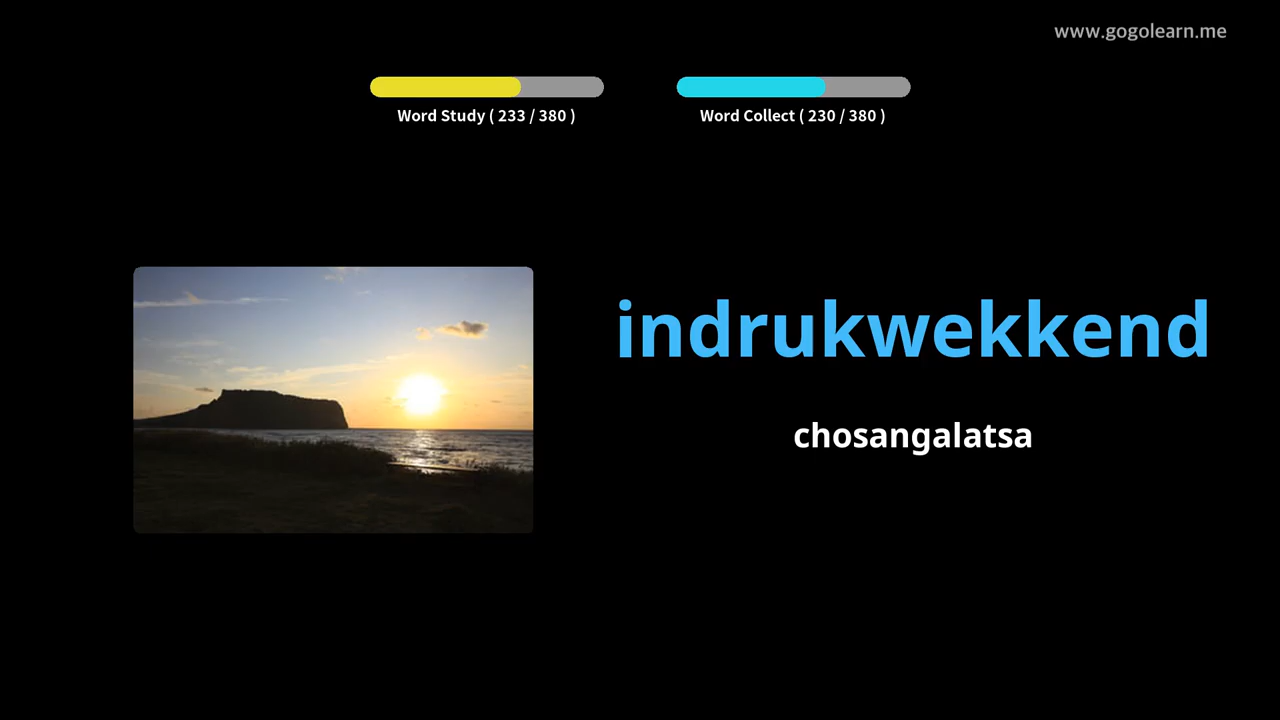 www.gogolearn.me
Word Study ( 233 / 380 )
Word Collect ( 230 / 380 )
indrukwekkend
chosangalatsa